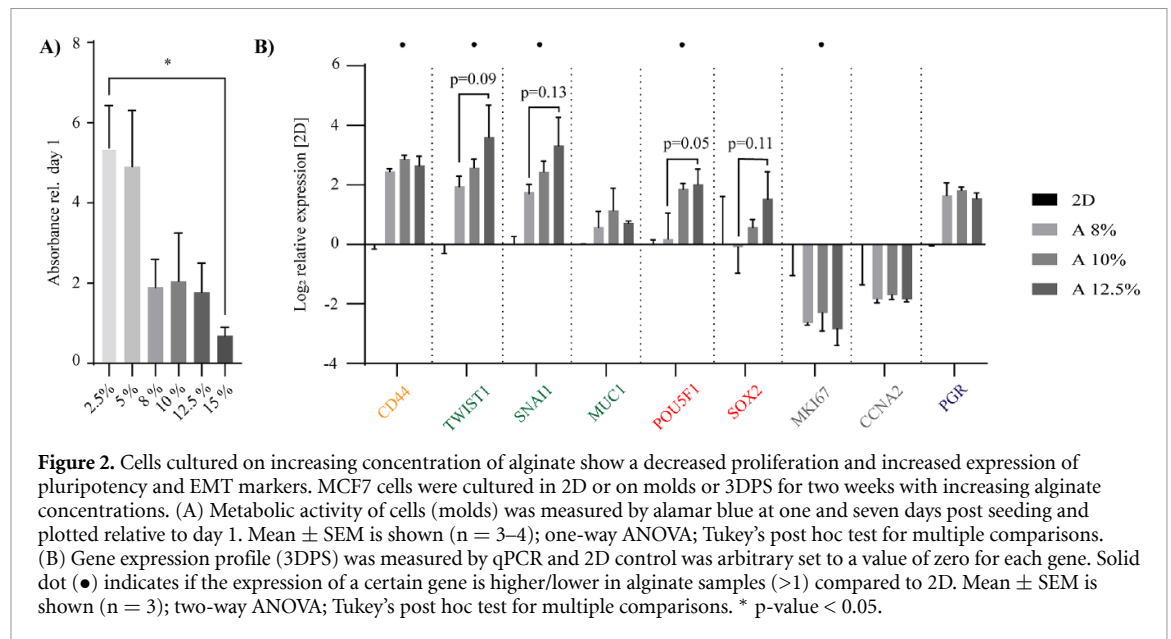 A)
8
6
4
2
0
Absorbance rel. day 1
*
2.5%
5 %
8 %
10 %
12.5 %
15 %
B)
6
4
2
0
-2
-4
Log₂ relative expression [2D]
• • • • •
p=0.09
p=0.13
p=0.05
p=0.11
CD44
TWIST1
SNAI1
MUC1
POU5F1
SOX2
MKI67
CCNA2
PGR
2D
A 8%
A 10%
A 12.5%
Figure 2. Cells cultured on increasing concentration of alginate show a decreased proliferation and increased expression of
pluripotency and EMT markers. MCF7 cells were cultured in 2D or on molds or 3DPS for two weeks with increasing alginate
concentrations. (A) Metabolic activity of cells (molds) was measured by alamar blue at one and seven days post seeding and
plotted relative to day 1. Mean ± SEM is shown (n = 3–4); one-way ANOVA; Tukey's post hoc test for multiple comparisons.
(B) Gene expression profile (3DPS) was measured by qPCR and 2D control was arbitrary set to a value of zero for each gene. Solid
dot (●) indicates if the expression of a certain gene is higher/lower in alginate samples (>1) compared to 2D. Mean ± SEM is
shown (n = 3); two-way ANOVA; Tukey's post hoc test for multiple comparisons. * p-value < 0.05.